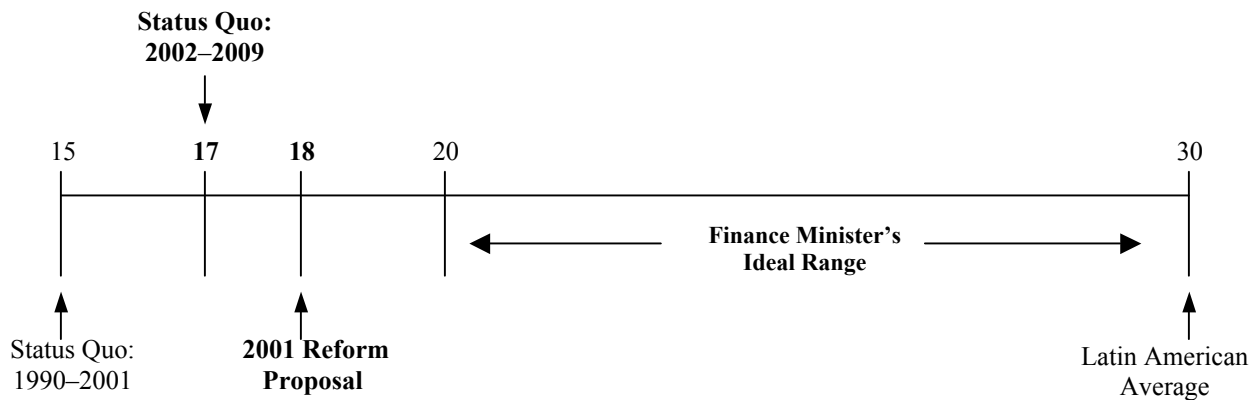 Status Quo:
2002–2009
15 17 18 20 30
Finance Minister's
Ideal Range
Status Quo:
1990–2001
2001 Reform
Proposal
Latin American
Average